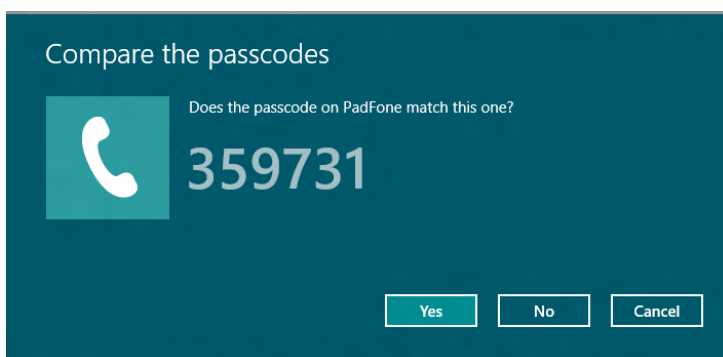 Compare the passcodes
Does the passcode on PadFone match this one?
359731
Yes No Cancel